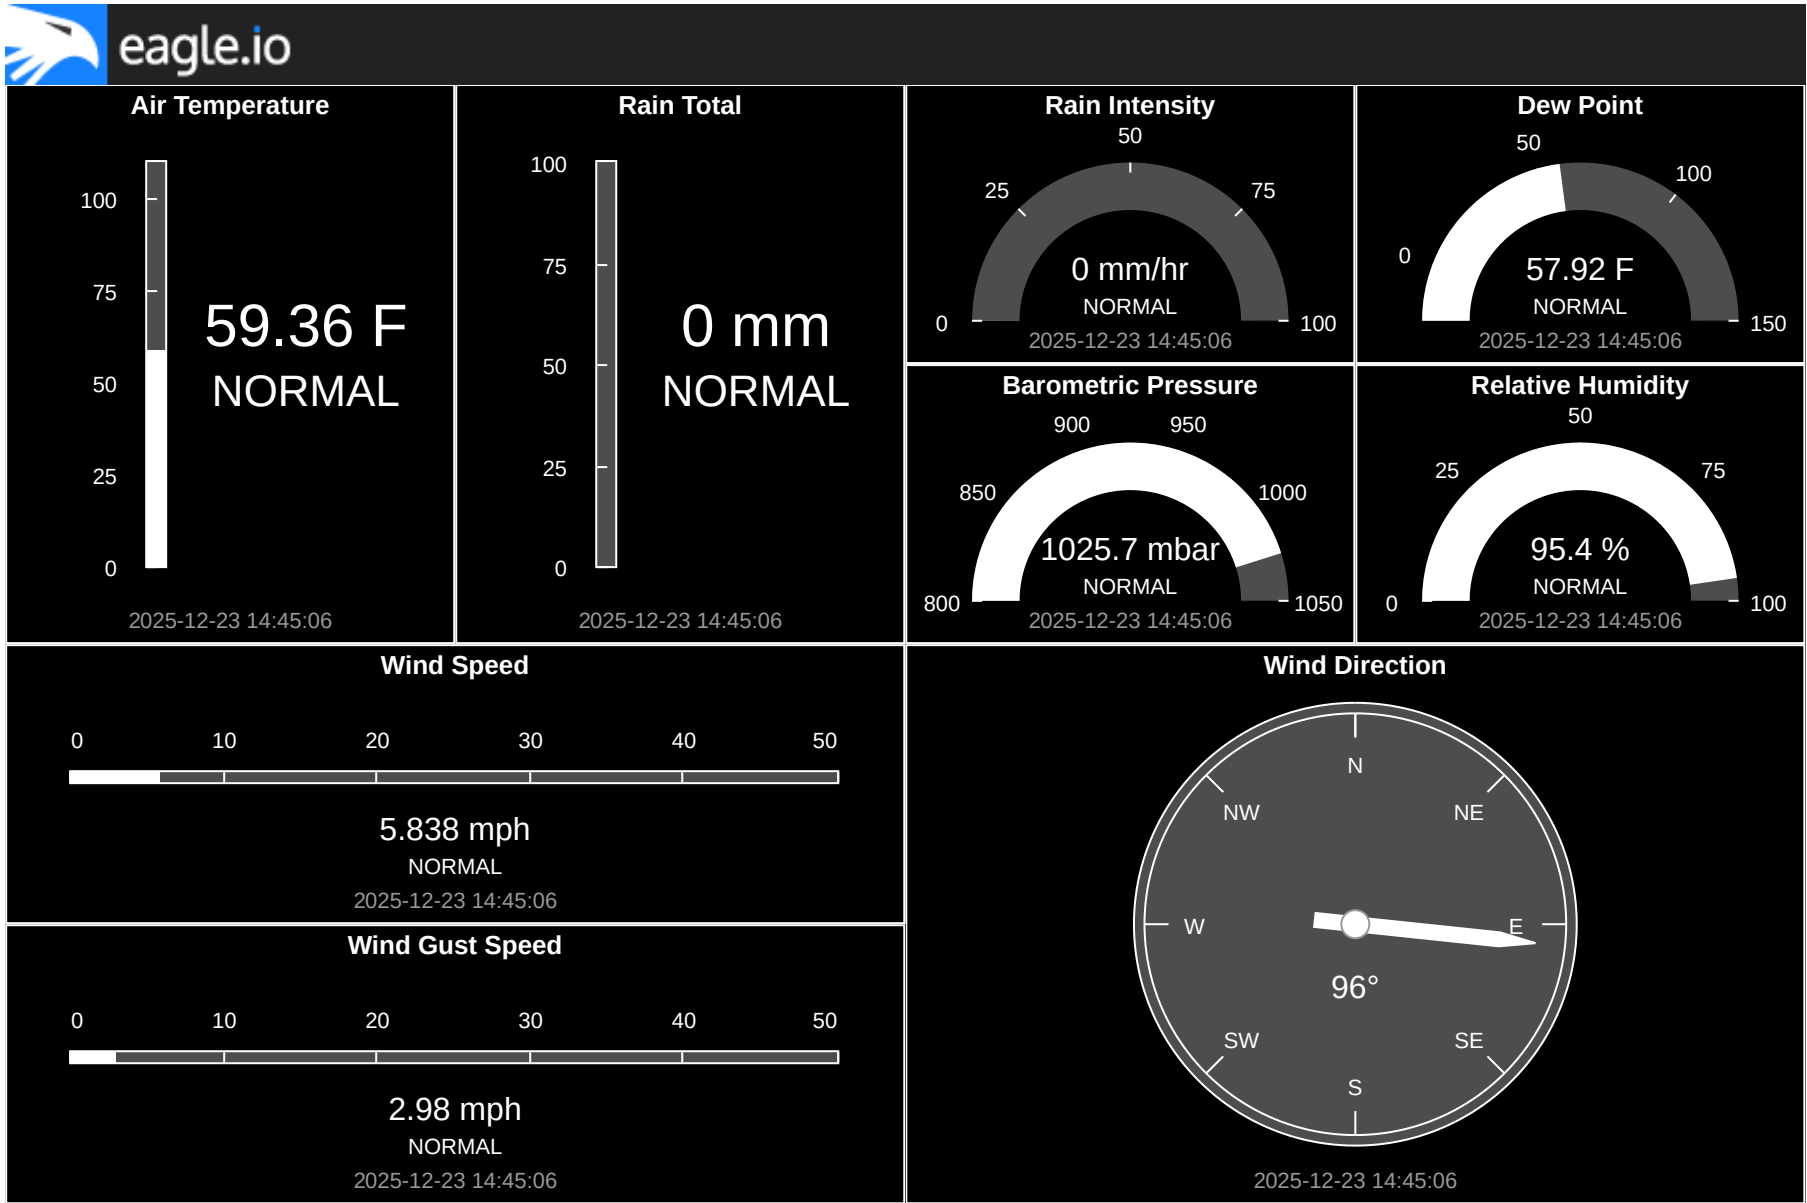 eagle.io
Air Temperature
100
75
50
25
0
59.36 F
NORMAL
2025-12-23 14:45:06
Rain Total
100
75
50
25
0
0 mm
NORMAL
2025-12-23 14:45:06
Rain Intensity
50
25
75
0
100
0 mm/hr
NORMAL
2025-12-23 14:45:06
Dew Point
50
100
0
150
57.92 F
NORMAL
2025-12-23 14:45:06
Barometric Pressure
900
950
850
1000
800
1050
1025.7 mbar
NORMAL
2025-12-23 14:45:06
Relative Humidity
50
25
75
0
100
95.4 %
NORMAL
2025-12-23 14:45:06
Wind Speed
0 10 20 30 40 50
5.838 mph
NORMAL
2025-12-23 14:45:06
Wind Gust Speed
0 10 20 30 40 50
2.98 mph
NORMAL
2025-12-23 14:45:06
Wind Direction
N
NW NE
W E
96°
SW SE
S
2025-12-23 14:45:06